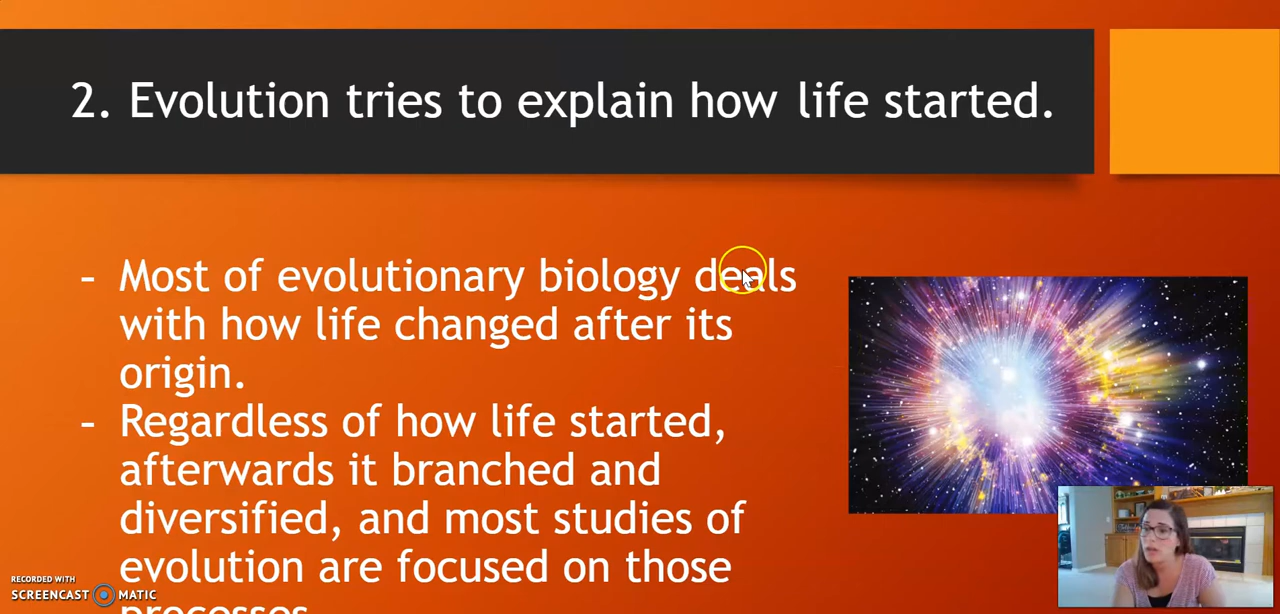 2. Evolution tries to explain how life started.
- Most of evolutionary biology deals
with how life changed after its
origin.
- Regardless of how life started,
afterwards it branched and
diversified, and most studies of
evolution are focused on those
processes.
RECORDED WITH
SCREENCAST MATIC